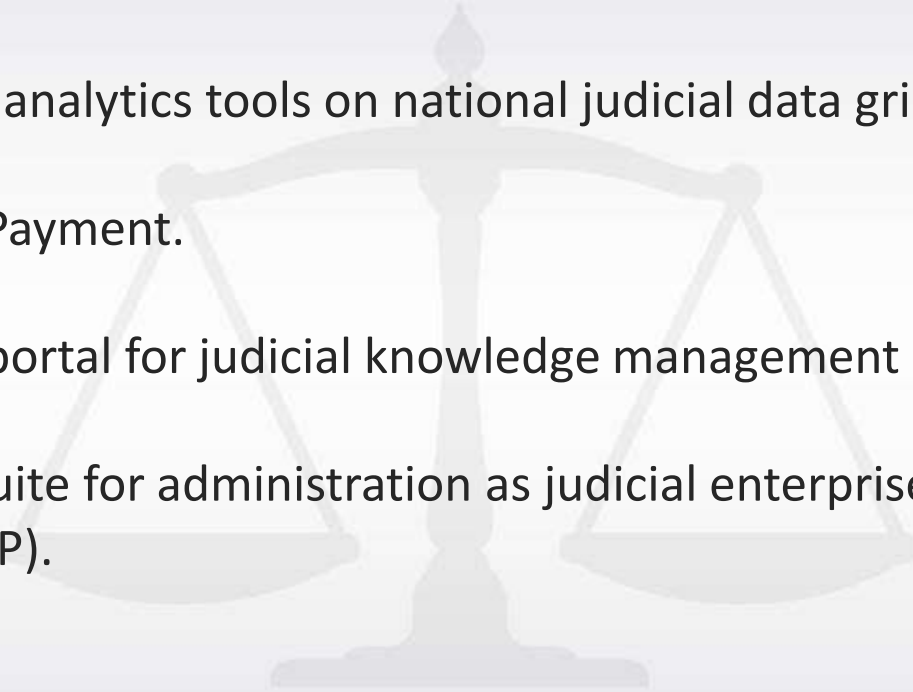 analytics tools on national judicial data gri
Payment.
portal for judicial knowledge management
uite for administration as judicial enterprise
P).